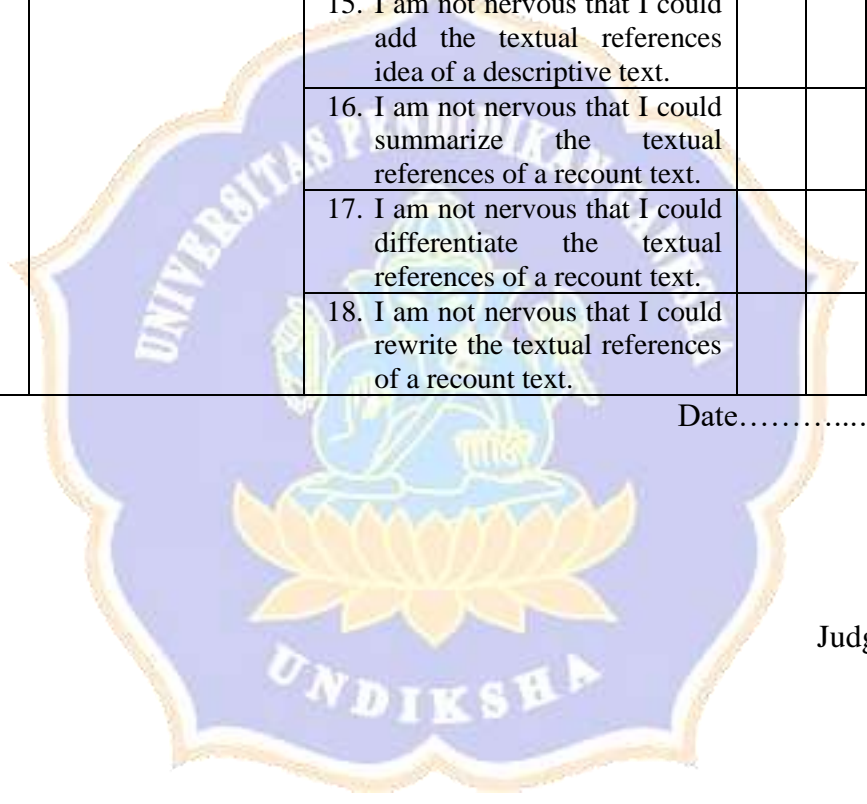 15. I am not nervous that I could
add the textual references
idea of a descriptive text.
16. I am not nervous that I could
summarize the textual
references of a recount text.
17. I am not nervous that I could
differentiate the textual
references of a recount text.
18. I am not nervous that I could
rewrite the textual references
of a recount text.
Date…………...…
Judg
UNIVERSITAS PENDIDIKAN GANESHA
UNDIKSHA